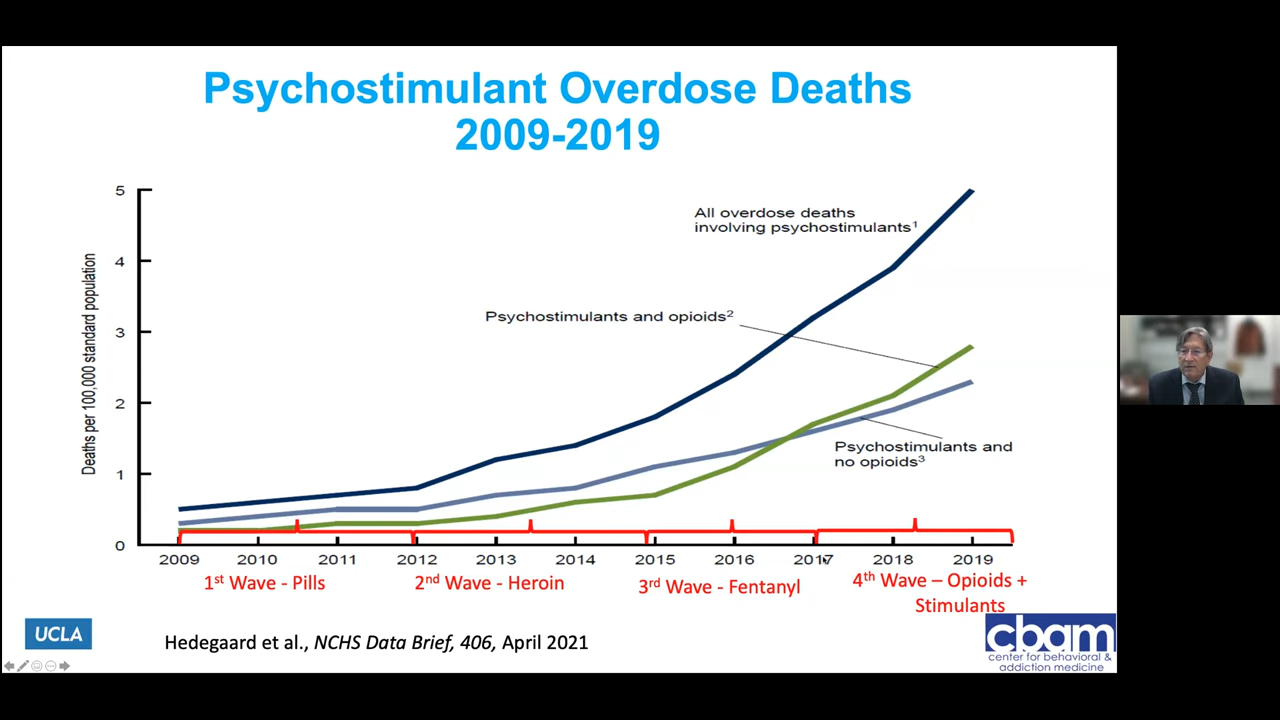 Psychostimulant Overdose Deaths
2009-2019
Deaths per 100,000 standard population
5
4
3
2
1
0
All overdose deaths
involving psychostimulants¹
Psychostimulants and opioids²
Psychostimulants and
no opioids³
2009 2010 2011 2012 2013 2014 2015 2016 2017 2018 2019
1st Wave - Pills
2nd Wave - Heroin
3rd Wave - Fentanyl
4th Wave – Opioids +
Stimulants
UCLA
Hedegaard et al., NCHS Data Brief, 406, April 2021
cbam
center for behavioral &
addiction medicine